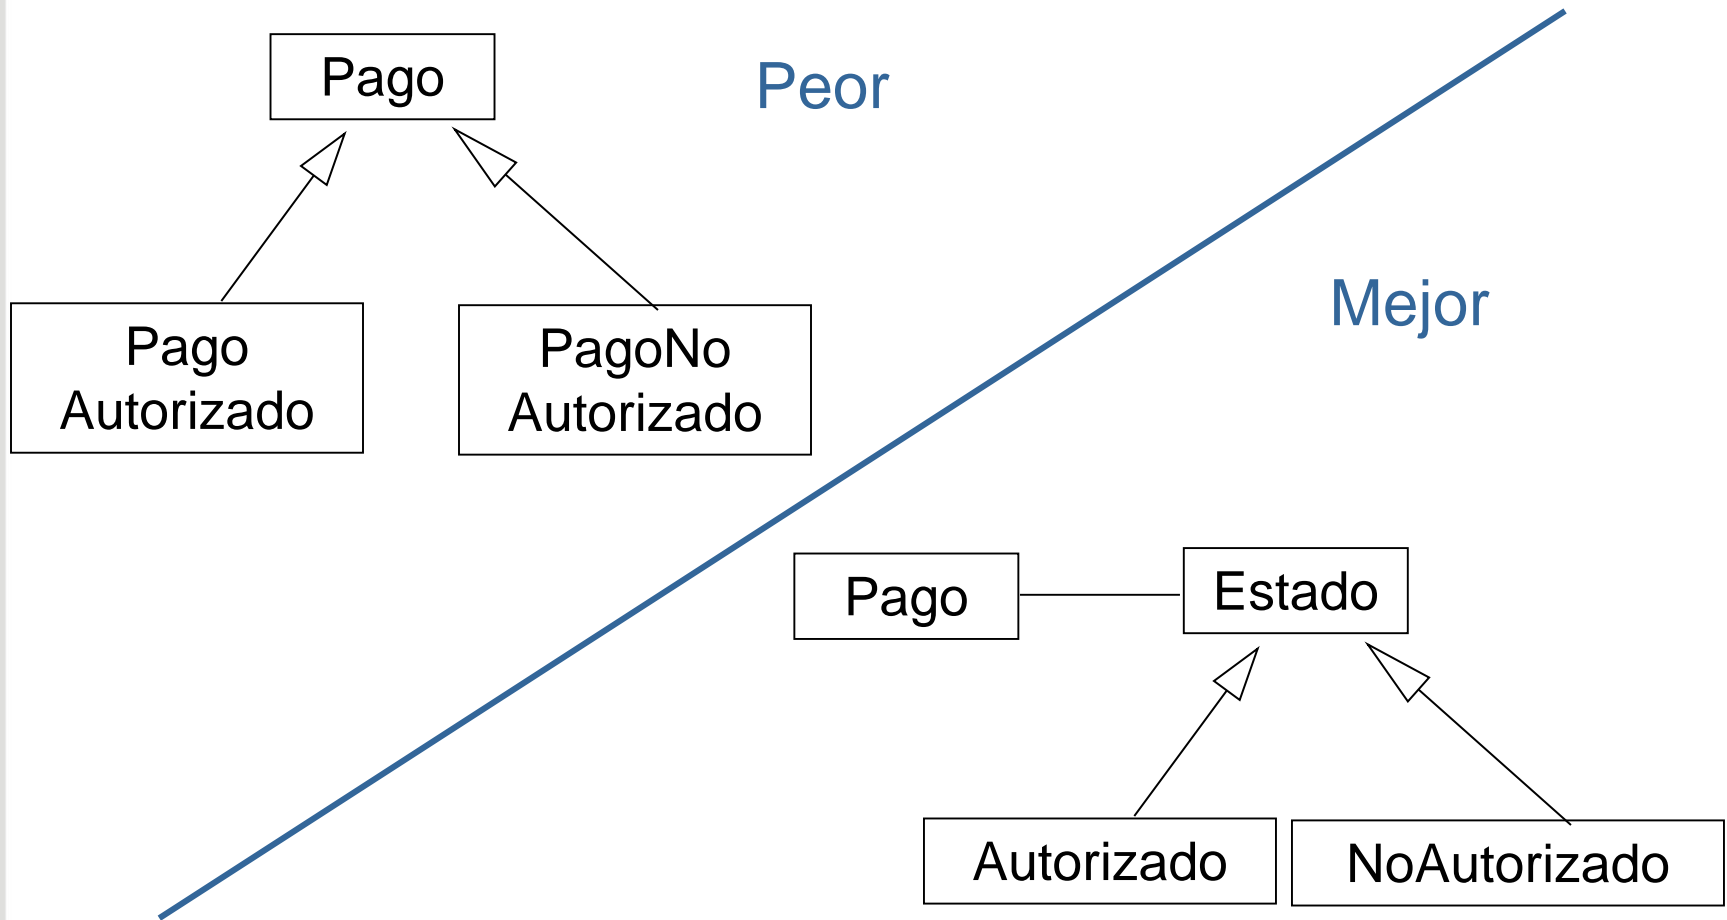 Pago
Peor
Pago
Autorizado
PagoNo
Autorizado
Mejor
Pago
Estado
Autorizado
NoAutorizado